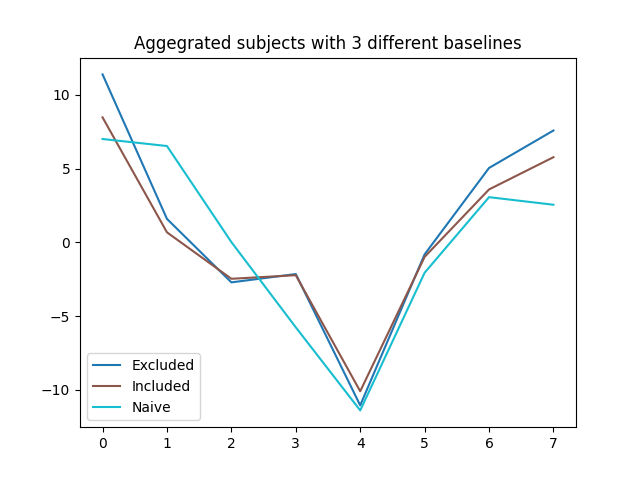 Aggegrated subjects with 3 different baselines
10
5
0
−5
−10
Excluded
Included
Naive
0 1 2 3 4 5 6 7